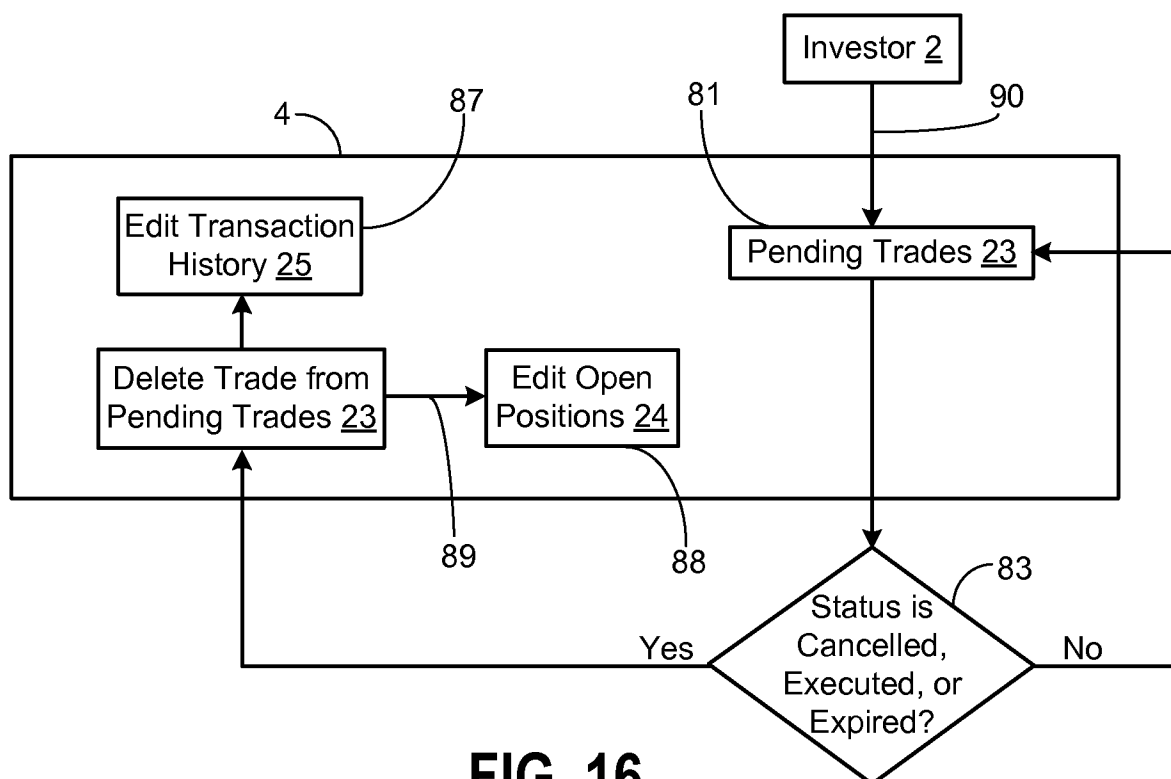 Investor 2
90
81
87
4
Edit Transaction
History 25
Pending Trades 23
Delete Trade from
Pending Trades 23
Edit Open
Positions 24
89
88
83
Status is
Cancelled,
Executed, or
Expired?
Yes
No
FIG. 16